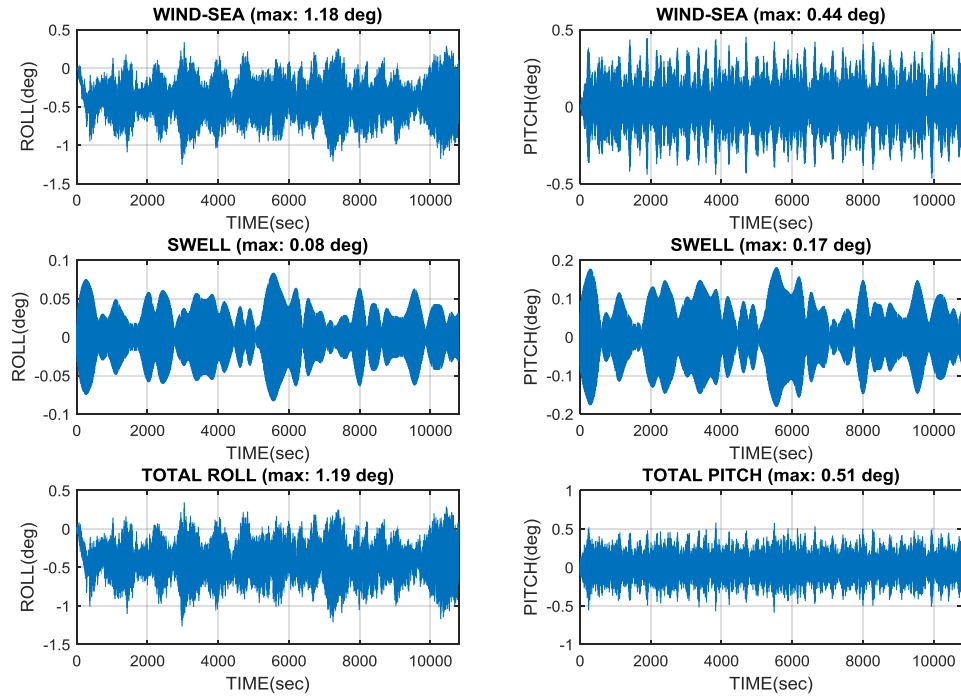 WIND-SEA (max: 1.18 deg)
0.5
0
-0.5
-1
-1.5
ROLL(deg)
0 2000 4000 6000 8000 10000
TIME(sec)
WIND-SEA (max: 0.44 deg)
0.5
0
-0.5
PITCH(deg)
0 2000 4000 6000 8000 10000
TIME(sec)
SWELL (max: 0.08 deg)
0.1
0.05
0
-0.05
-0.1
ROLL(deg)
0 2000 4000 6000 8000 10000
TIME(sec)
SWELL (max: 0.17 deg)
0.2
0.1
0
-0.1
-0.2
PITCH(deg)
0 2000 4000 6000 8000 10000
TIME(sec)
TOTAL ROLL (max: 1.19 deg)
0.5
0
-0.5
-1
-1.5
ROLL(deg)
0 2000 4000 6000 8000 10000
TIME(sec)
TOTAL PITCH (max: 0.51 deg)
1
0.5
0
-0.5
-1
PITCH(deg)
0 2000 4000 6000 8000 10000
TIME(sec)